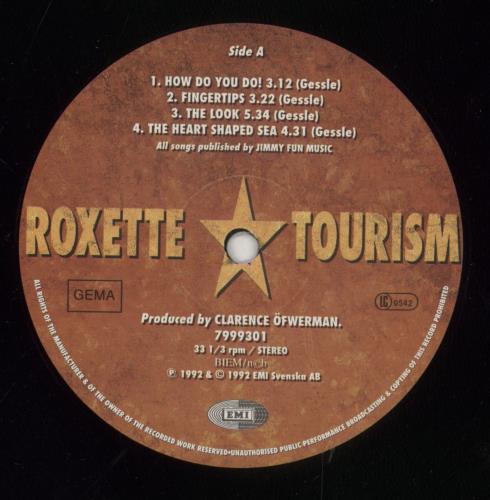 Side A
1. HOW DO YOU DO! 3.12 (Gessle)
2. FINGERTIPS 3.22 (Gessle)
3. THE LOOK 5.34 (Gessle)
4. THE HEART SHAPED SEA 4.31 (Gessle)
All songs published by JIMMY FUN MUSIC
ROXETTE TOURISM
GEMA
LC 0542
Produced by CLARENCE ÖFWERMAN.
7999301
33 1/3 rpm / STEREO
BIEM/n©b
℗ 1992 & © 1992 EMI Svenska AB
EMI
ALL RIGHTS OF THE MANUFACTURER & OF THE OWNER OF THE RECORDED WORK RESERVED•UNAUTHORISED PUBLIC PERFORMANCE BROADCASTING & COPYING OF THIS RECORD PROHIBITED